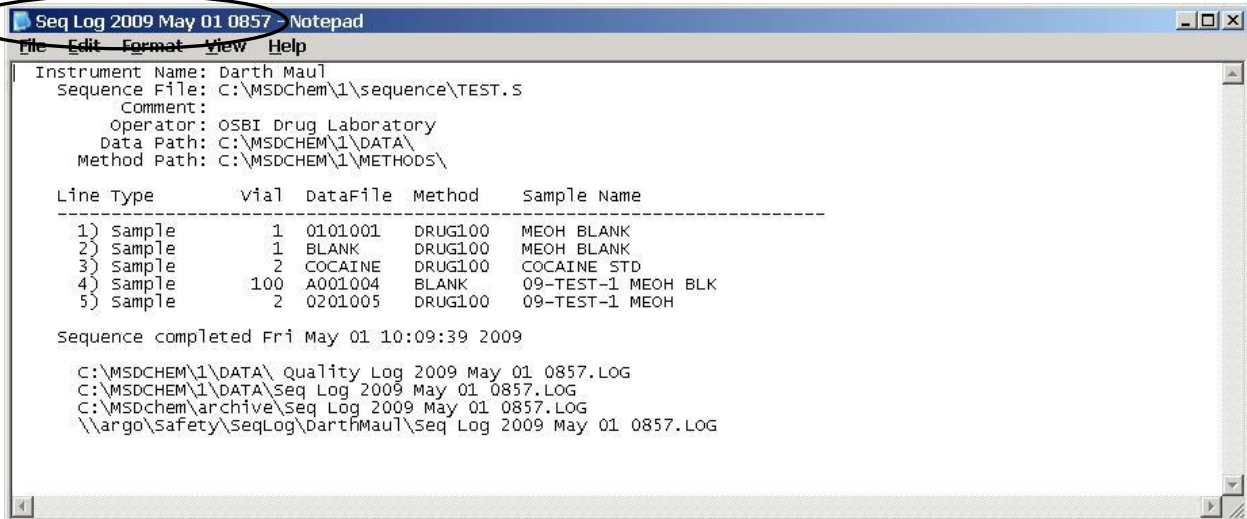 Seq Log 2009 May 01 0857 - Notepad
File Edit Format View Help
Instrument Name: Darth Maul
Sequence File: C:\MSDChem\1\sequence\TEST.S
Comment:
Operator: OSBI Drug Laboratory
Data Path: C:\MSDCHEM\1\DATA\
Method Path: C:\MSDCHEM\1\METHODS\
Line Type Vial DataFile Method Sample Name
--------------------------------------------------------------------------
1) Sample 1 0101001 DRUG100 MEOH BLANK
2) Sample 1 BLANK DRUG100 MEOH BLANK
3) Sample 2 COCAINE DRUG100 COCAINE STD
4) Sample 100 A001004 BLANK 09-TEST-1 MEOH BLK
5) Sample 2 0201005 DRUG100 09-TEST-1 MEOH
Sequence completed Fri May 01 10:09:39 2009
C:\MSDCHEM\1\DATA\ Quality Log 2009 May 01 0857.LOG
C:\MSDCHEM\1\DATA\Seq Log 2009 May 01 0857.LOG
C:\MSDchem\archive\Seq Log 2009 May 01 0857.LOG
\\argo\Safety\SeqLog\DarthMaul\Seq Log 2009 May 01 0857.LOG